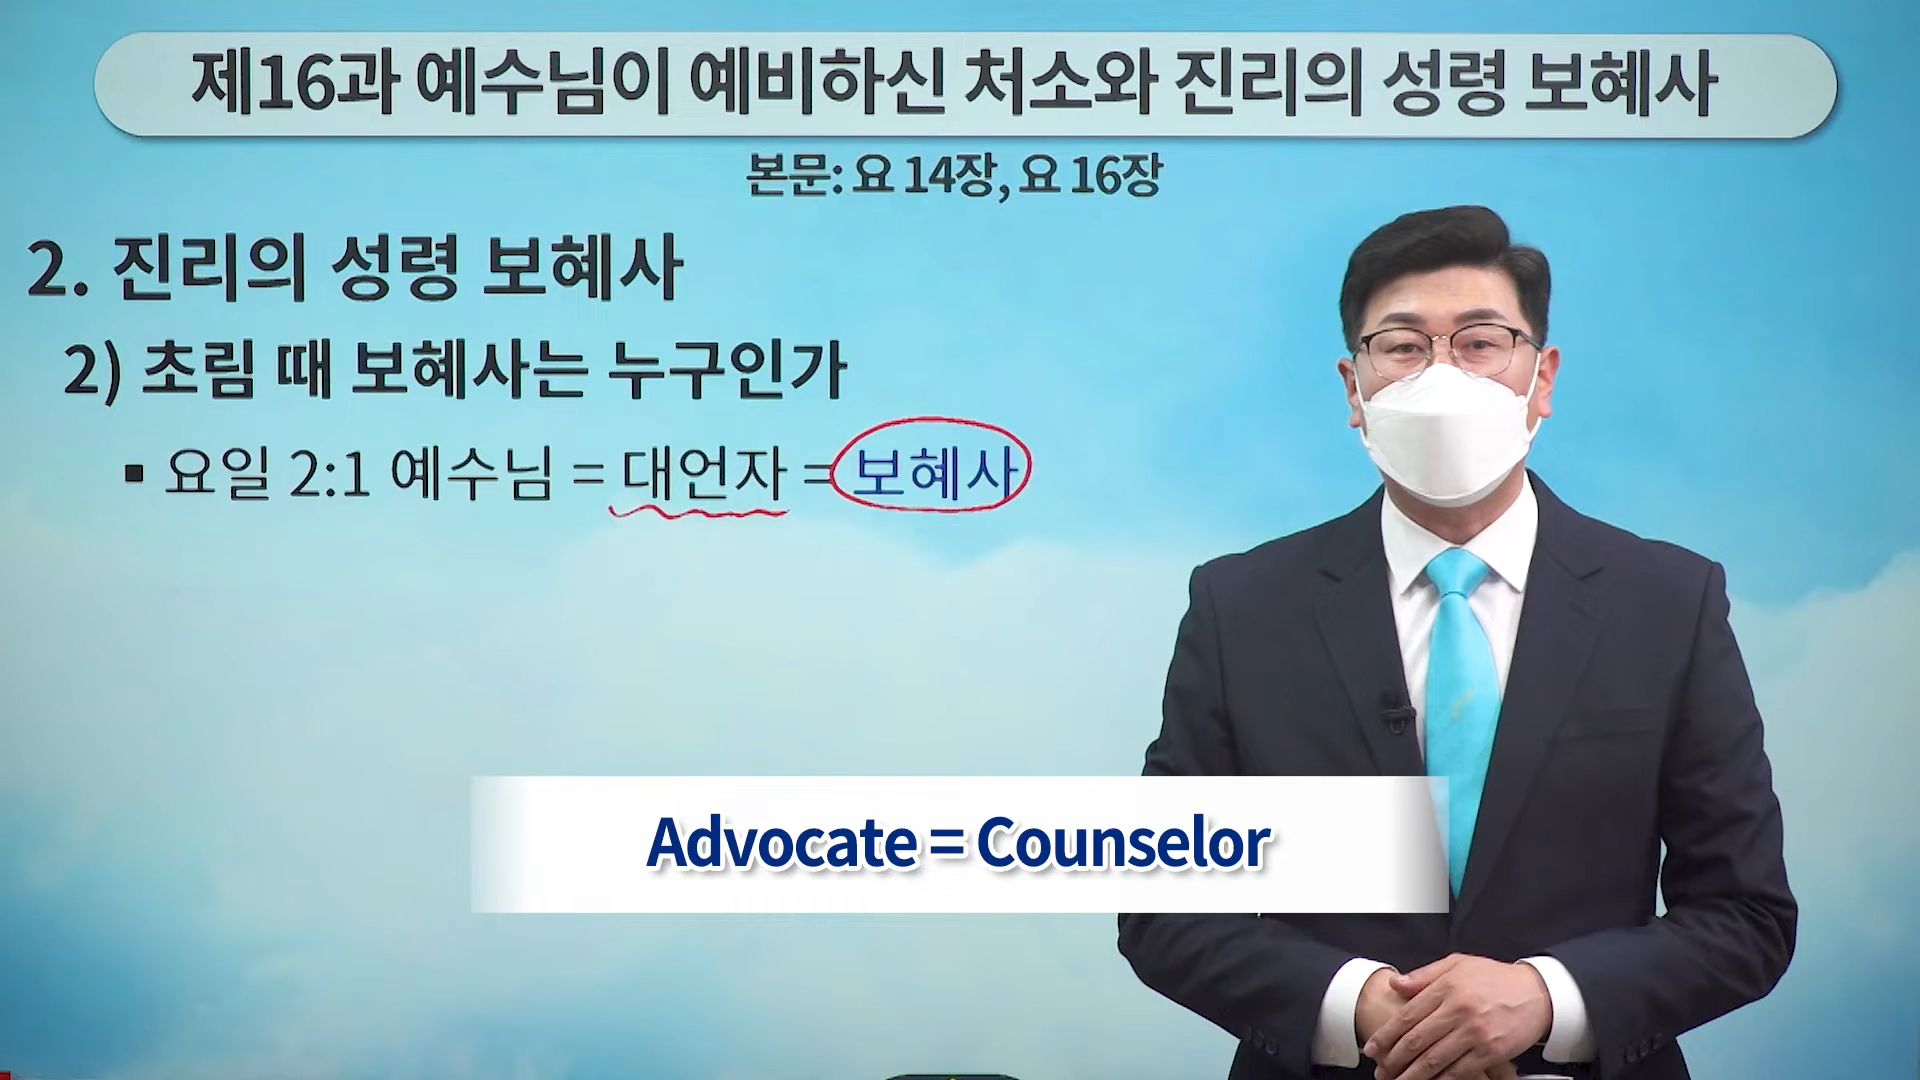 제16과 예수님이 예비하신 처소와 진리의 성령 보혜사
본문: 요 14장, 요 16장
2. 진리의 성령 보혜사
2) 초림 때 보혜사는 누구인가
▪ 요일 2:1 예수님 = 대언자 = 보혜사
Advocate = Counselor